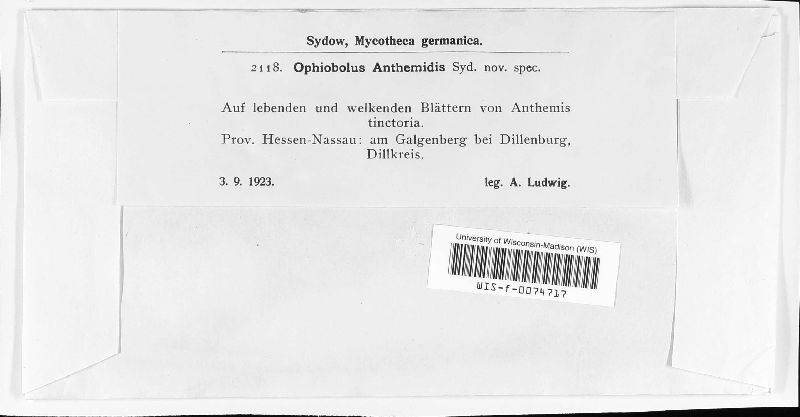 Sydow, Mycotheca germanica.
2118. Ophiobolus Anthemidis Syd. nov. spec.
Auf lebenden und welkenden Blättern von Anthemis
tinctoria.
Prov. Hessen-Nassau: am Galgenberg bei Dillenburg,
Dillkreis.
3. 9. 1923. leg. A. Ludwig.
University of Wisconsin-Madison (WIS)
WIS-f-0074717